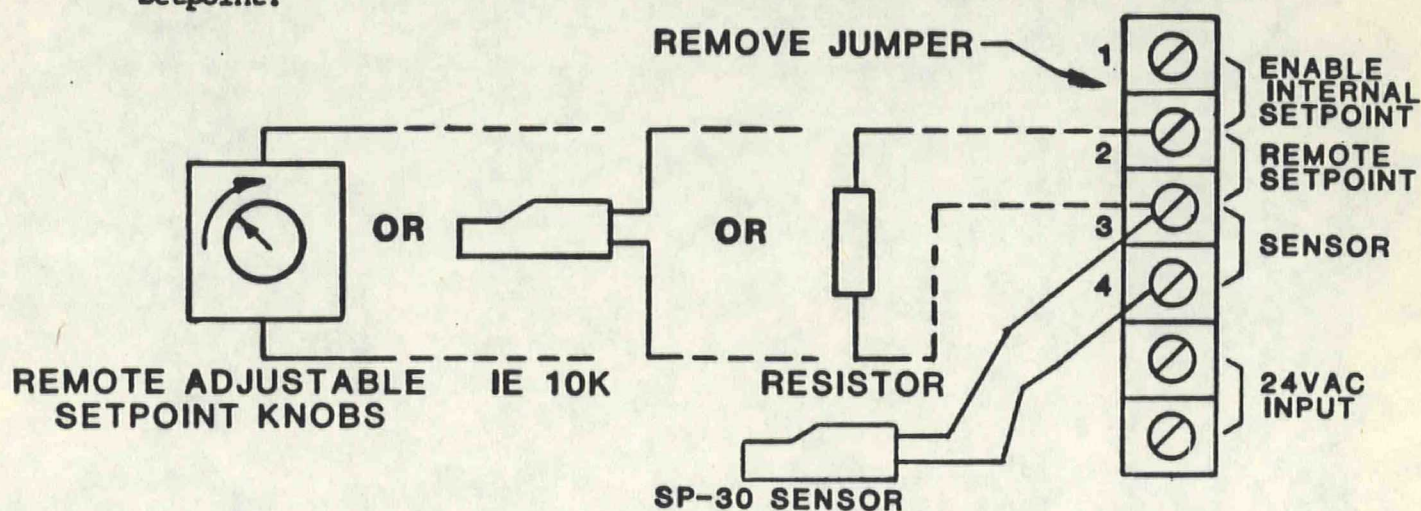 Setpoint.
REMOVE JUMPER
1
ENABLE
INTERNAL
SETPOINT
2
REMOTE
SETPOINT
OR
OR
3
SENSOR
4
REMOTE ADJUSTABLE
SETPOINT KNOBS
IE 10K
RESISTOR
24VAC
INPUT
SP-30 SENSOR